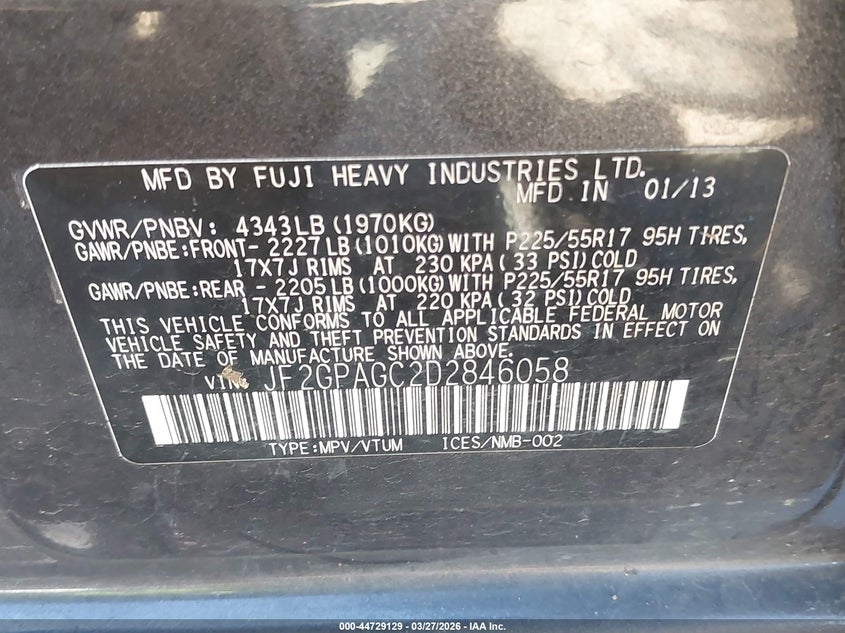 MFD BY FUJI HEAVY INDUSTRIES LTD.
MFD IN 01/13
GVWR/PNBV: 4343LB(1970KG)
GAWR/PNBE:FRONT- 2227LB(1010KG)WITH P225/55R17 95H TIRES,
17X7J RIMS AT 230 KPA(33 PSI)COLD
GAWR/PNBE:REAR - 2205LB(1000KG)WITH P225/55R17 95H TIRES,
17X7J RIMS AT 220 KPA(32 PSI)COLD
THIS VEHICLE CONFORMS TO ALL APPLICABLE FEDERAL MOTOR
VEHICLE SAFETY AND THEFT PREVENTION STANDARDS IN EFFECT ON
THE DATE OF MANUFACTURE SHOWN ABOVE.
VIN: JF2GPAGC2D2846058
TYPE:MPV/VTUM ICES/NMB-002
000-44729129 - 03/27/2026 - IAA Inc.